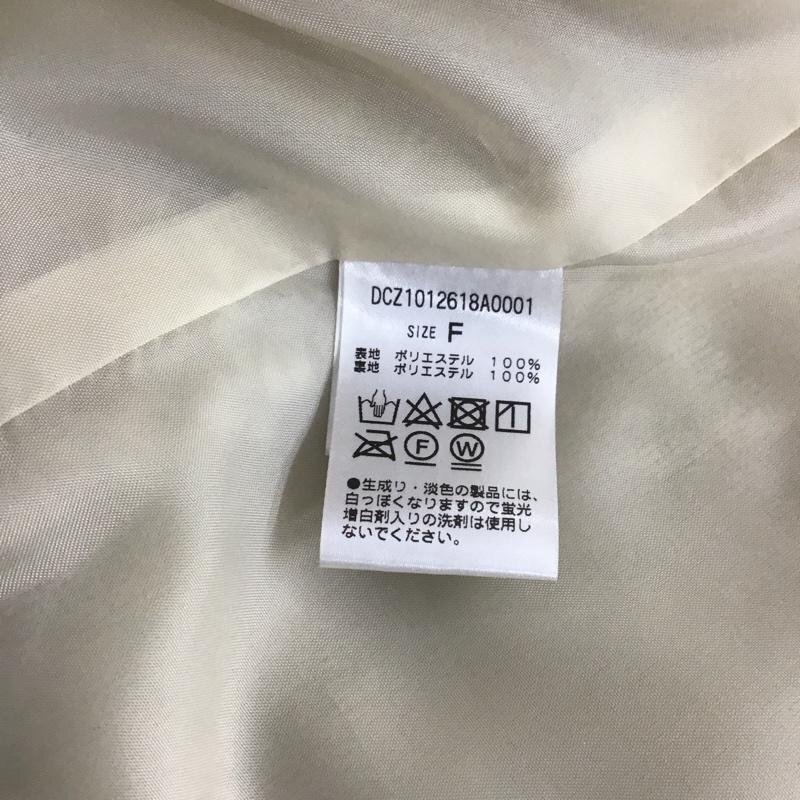 DCZ1012618A0001
SIZE F
表地 ポリエステル 100%
裏地 ポリエステル 100%
F W
●生成り・淡色の製品には、
白っぽくなりますので蛍光
増白剤入りの洗剤は使用し
ないでください。